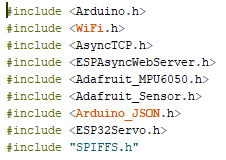 #include <Arduino.h>
#include <WiFi.h>
#include <AsyncTCP.h>
#include <ESPAsyncWebServer.h>
#include <Adafruit_MPU6050.h>
#include <Adafruit_Sensor.h>
#include <Arduino_JSON.h>
#include <ESP32Servo.h>
#include "SPIFFS.h"